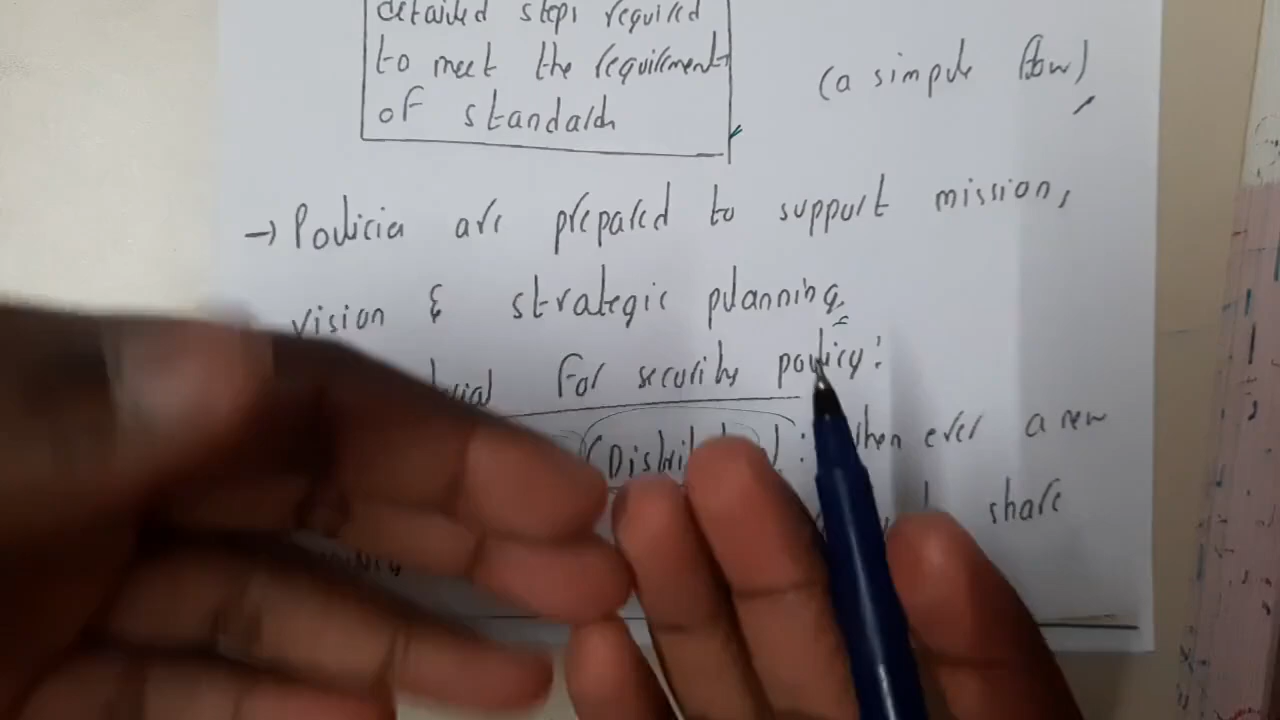 detailed steps required
to meet the requirments
of standards
(a simple flow)
→ Policies are prepared to support mission,
vision & strategic planning
for security policy:
: when ever a new
share